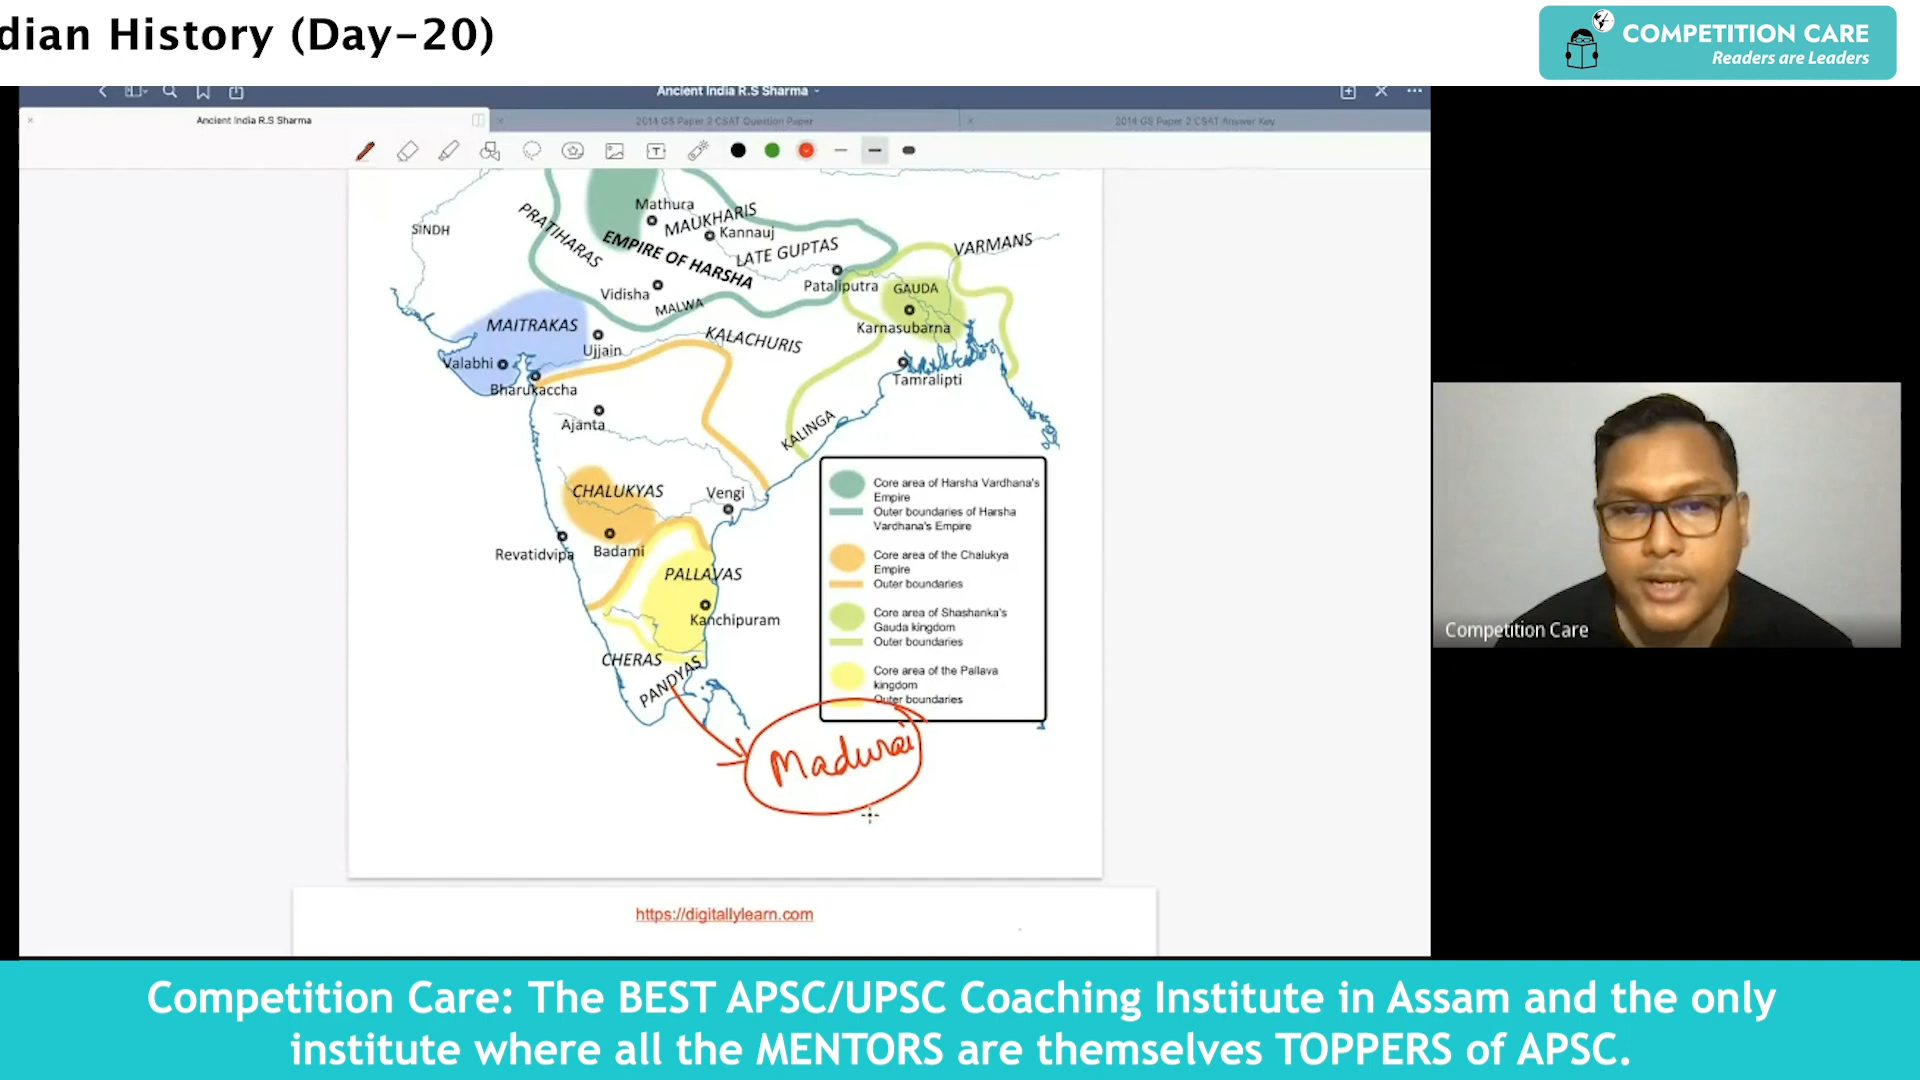 dian History (Day-20)
COMPETITION CARE
Readers are Leaders
Ancient India R.S Sharma
Ancient India R.S Sharma
2014 GS Paper 2 CSAT Question Paper
2014 GS Paper 2 CSAT Answer Key
T
Mathura
MAUKHARIS
SINDH
PRATIHARAS
Kannauj
EMPIRE OF HARSHA
LATE GUPTAS
VARMANS
Pataliputra
GAUDA
Vidisha
MALWA
Karnasubarna
MAITRAKAS
KALACHURIS
Ujjain
Valabhi
Bharukaccha
Tamralipti
Ajanta
KALINGA
CHALUKYAS
Vengi
Revatidvipa
Badami
PALLAVAS
Kanchipuram
CHERAS
PANDYAS
Core area of Harsha Vardhana's
Empire
Outer boundaries of Harsha
Vardhana's Empire
Core area of the Chalukya
Empire
Outer boundaries
Core area of Shashanka's
Gauda kingdom
Outer boundaries
Core area of the Pallava
kingdom
Outer boundaries
Madurai
https://digitallylearn.com
Competition Care
Competition Care: The BEST APSC/UPSC Coaching Institute in Assam and the only
institute where all the MENTORS are themselves TOPPERS of APSC.